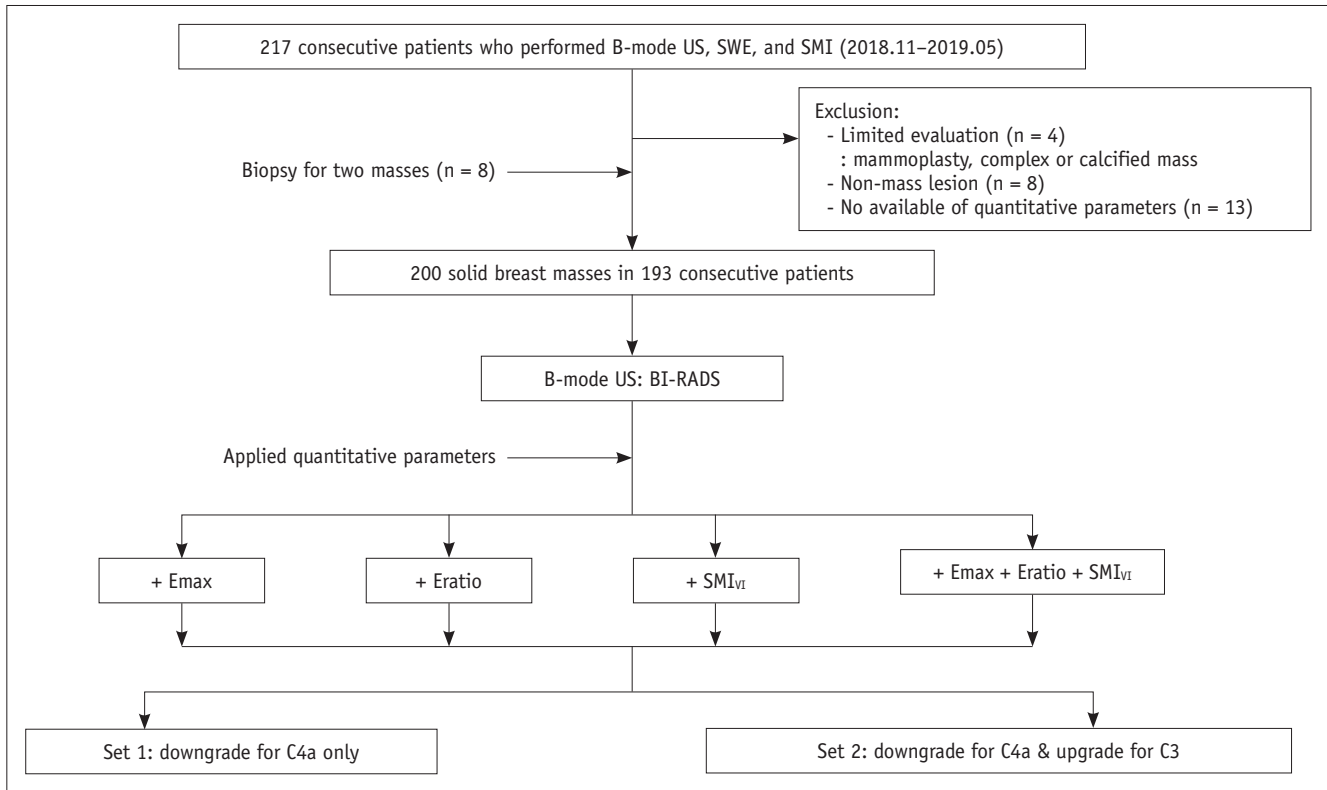 217 consecutive patients who performed B-mode US, SWE, and SMI (2018.11–2019.05)
Exclusion:
- Limited evaluation (n = 4)
: mammoplasty, complex or calcified mass
- Non-mass lesion (n = 8)
- No available of quantitative parameters (n = 13)
Biopsy for two masses (n = 8)
200 solid breast masses in 193 consecutive patients
B-mode US: BI-RADS
Applied quantitative parameters
+ Emax
+ Eratio
+ SMIVI
+ Emax + Eratio + SMIVI
Set 1: downgrade for C4a only
Set 2: downgrade for C4a & upgrade for C3